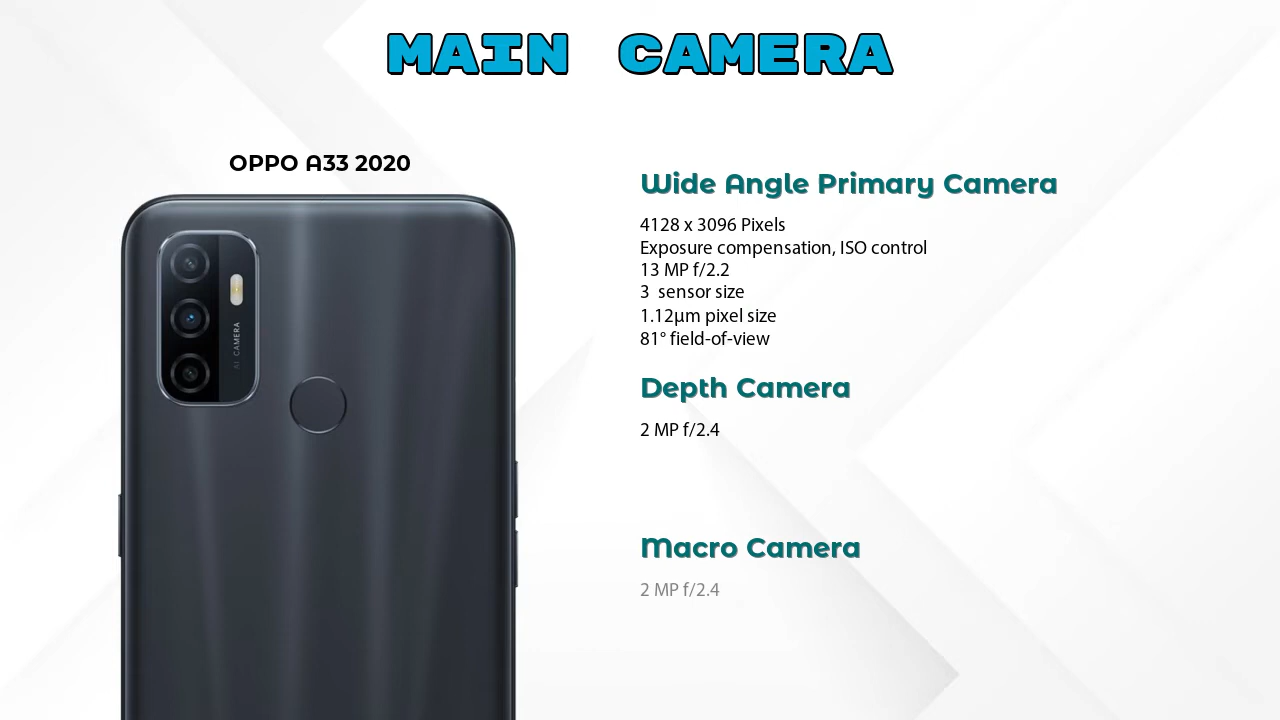 MAIN CAMERA
OPPO A33 2020
AI CAMERA
Wide Angle Primary Camera
4128 x 3096 Pixels
Exposure compensation, ISO control
13 MP f/2.2
3  sensor size
1.12µm pixel size
81° field-of-view
Depth Camera
2 MP f/2.4
Macro Camera
2 MP f/2.4